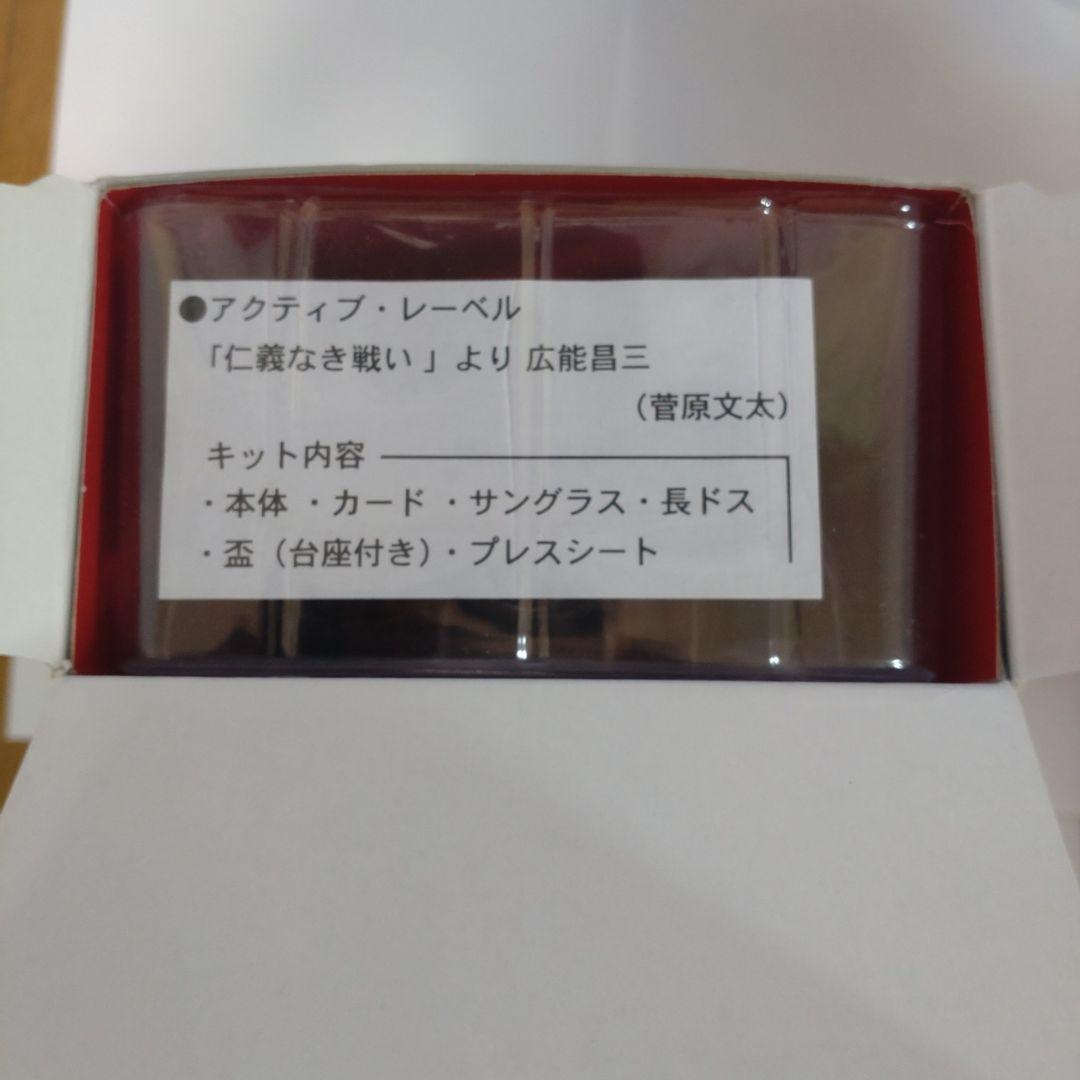 ●アクティブ・レーベル
「仁義なき戦い 」より 広能昌三
（菅原文太）
キット内容
・本体 ・カード ・サングラス・長ドス
・盃（台座付き）・プレスシート